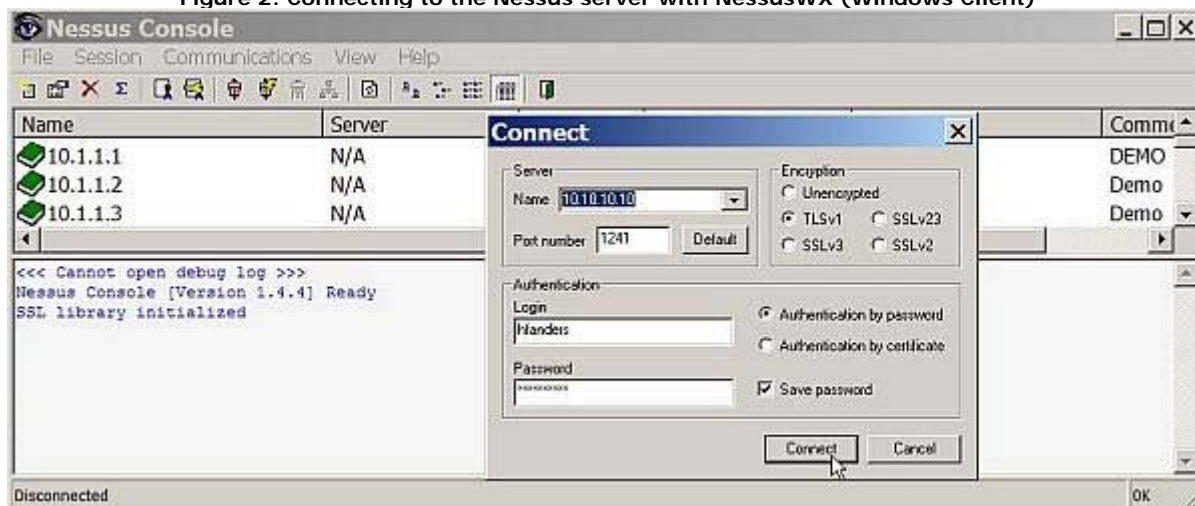 Figure 2: Connecting to the Nessus server with NessusWX (Windows client)
Nessus Console
File Session Communications View Help
Name Server Comme
10.1.1.1 N/A DEMO
10.1.1.2 N/A Demo
10.1.1.3 N/A Demo
Connect
Server
Name 10.10.10.10
Port number 1241 Default
Encryption
Unencrypted
TLSv1 SSLv23
SSLv3 SSLv2
Authentication
Login
hlanders
Password
********
Authentication by password
Authentication by certificate
Save password
Connect Cancel
<<< Cannot open debug log >>>
Nessus Console [Version 1.4.4] Ready
SSL library initialized
Disconnected OK